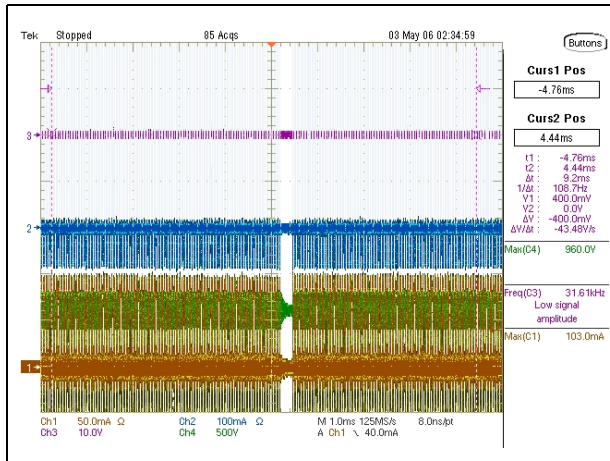 Tek Stopped 85 Acqs 03 May 06 02:34:59
Buttons
Curs1 Pos
-4.76ms
Curs2 Pos
4.44ms
t1 : -4.76ms
t2 : 4.44ms
Δt : 9.2ms
1/Δt : 108.7Hz
V1 : 400.0mV
V2 : 0.0V
ΔV : -400.0mV
ΔV/Δt : -43.48V/s
Max(C4) 960.0V
Freq(C3) 31.61kHz
Low signal
amplitude
Max(C1) 103.0mA
3
2
1
Ch1 50.0mA Ω Ch2 100mA Ω M 1.0ms 125MS/s 8.0ns/pt
Ch3 10.0V Ch4 500V A Ch1 ↘ 40.0mA